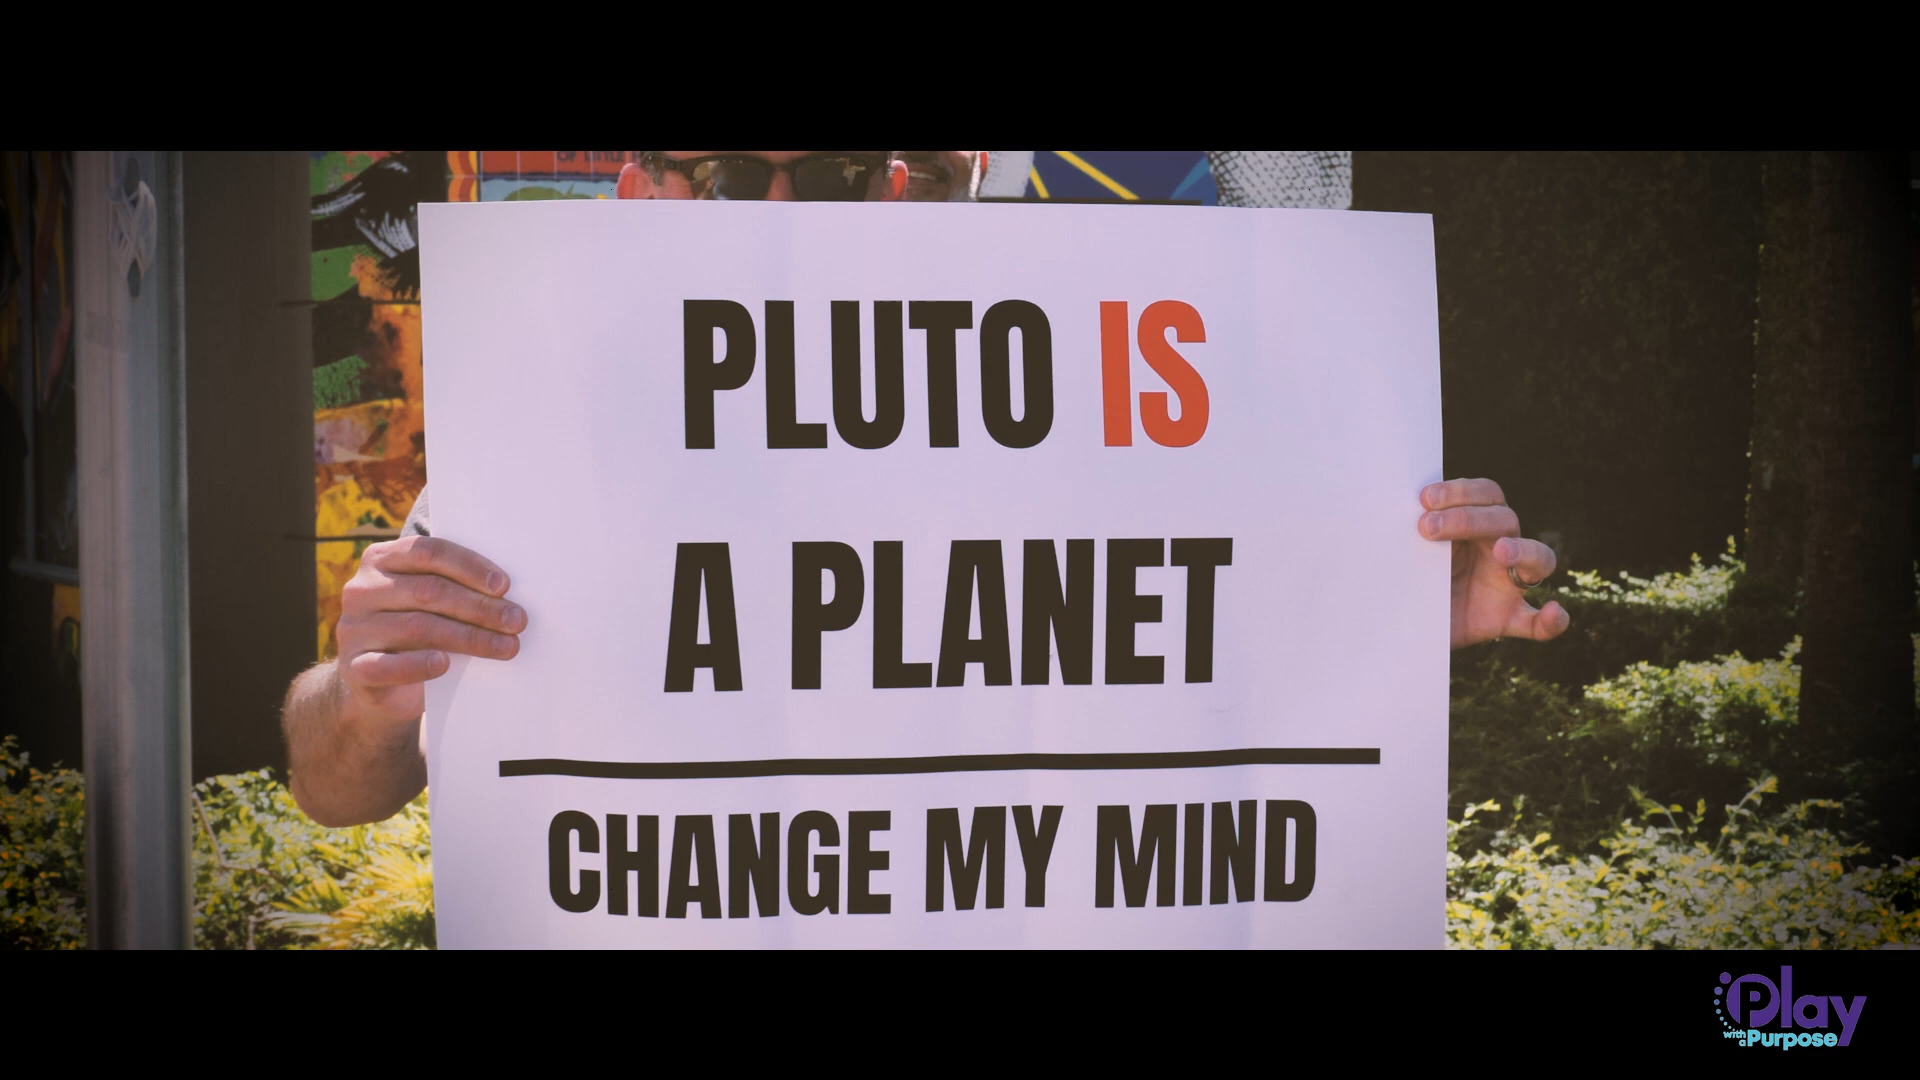 PLUTO IS
A PLANET
CHANGE MY MIND
Play
with a Purpose